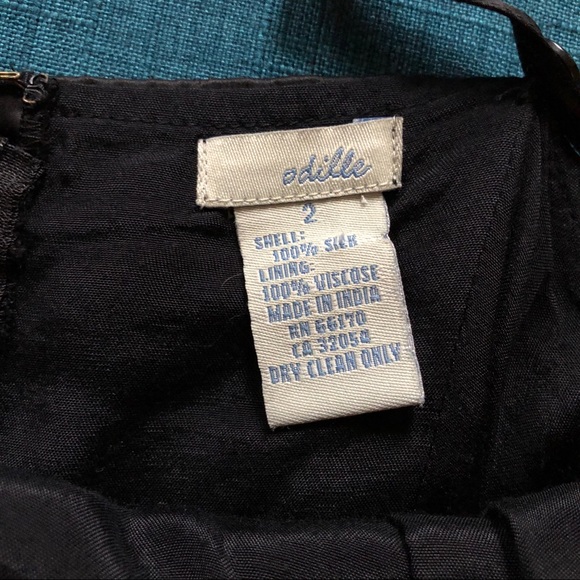 odille
2
SHELL:
100% SILK
LINING:
100% VISCOSE
MADE IN INDIA
RN 66170
CA 32054
DRY CLEAN ONLY